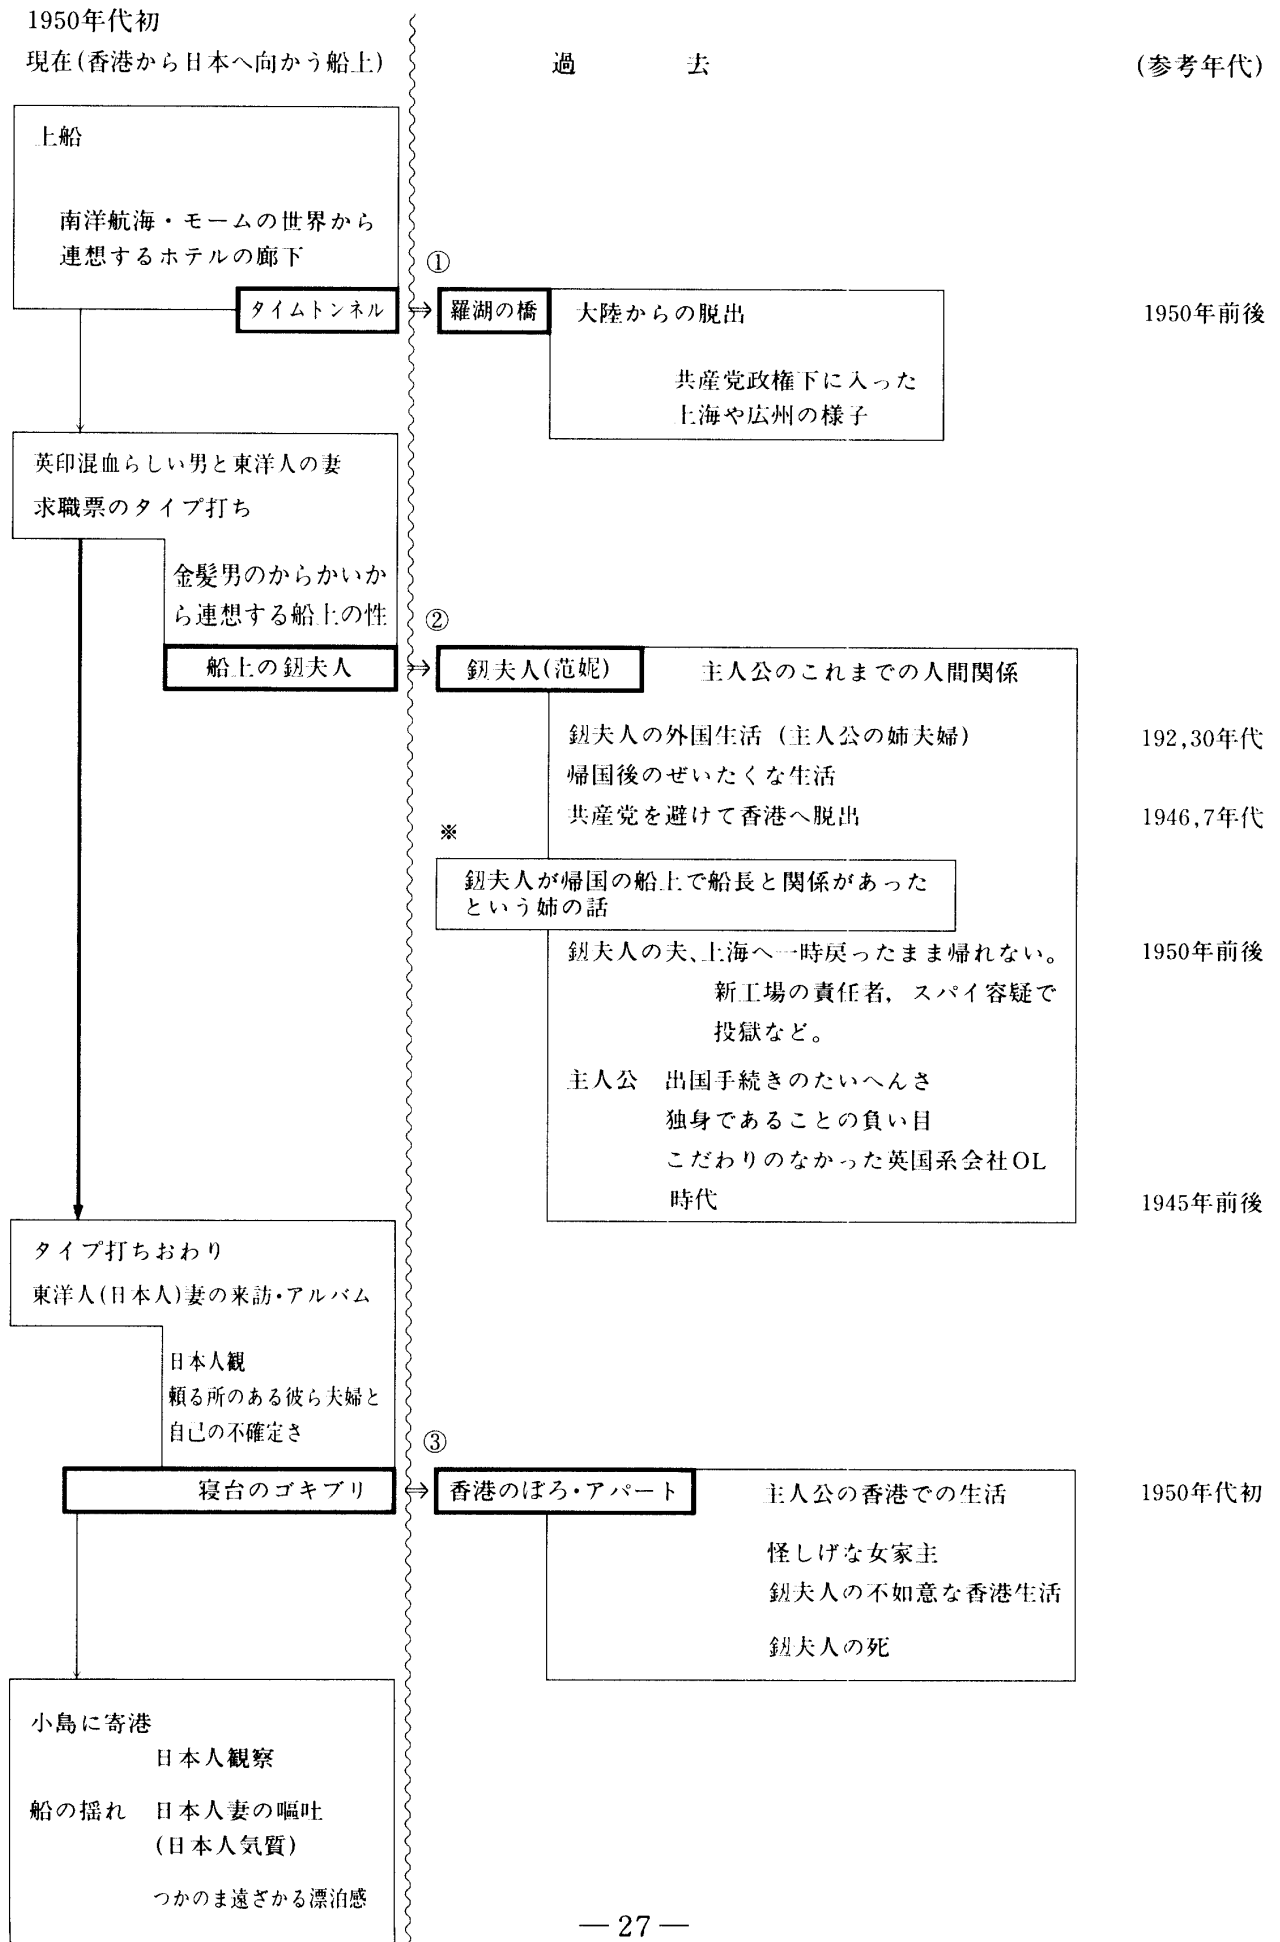 1950年代初
現在(香港から日本へ向かう船上)
過 去
(参考年代)
上船
南洋航海・モームの世界から
連想するホテルの廊下
①
タイムトンネル
⇒
羅湖の橋
大陸からの脱出
1950年前後
共産党政権下に入った
上海や広州の様子
英印混血らしい男と東洋人の妻
求職票のタイプ打ち
金髪男のからかいか
ら連想する船上の性
②
船上の鈕夫人
⇒
鈕夫人(范妮)
主人公のこれまでの人間関係
鈕夫人の外国生活(主人公の姉夫婦)
192,30年代
帰国後のぜいたくな生活
共産党を避けて香港へ脱出
1946,7年代
※
鈕夫人が帰国の船上で船長と関係があった
という姉の話
鈕夫人の夫、上海へ一時戻ったまま帰れない。
1950年前後
新工場の責任者,スパイ容疑で
投獄など。
主人公 出国手続きのたいへんさ
独身であることの負い目
こだわりのなかった英国系会社OL
時代
1945年前後
タイプ打ちおわり
東洋人(日本人)妻の来訪・アルバム
日本人観
頼る所のある彼ら夫婦と
自己の不確定さ
③
寝台のゴキブリ
⇒
香港のぼろ・アパート
主人公の香港での生活
1950年代初
怪しげな女家主
鈕夫人の不如意な香港生活
鈕夫人の死
小島に寄港
日本人観察
船の揺れ 日本人妻の嘔吐
(日本人気質)
つかのま遠ざかる漂泊感
— 27 —